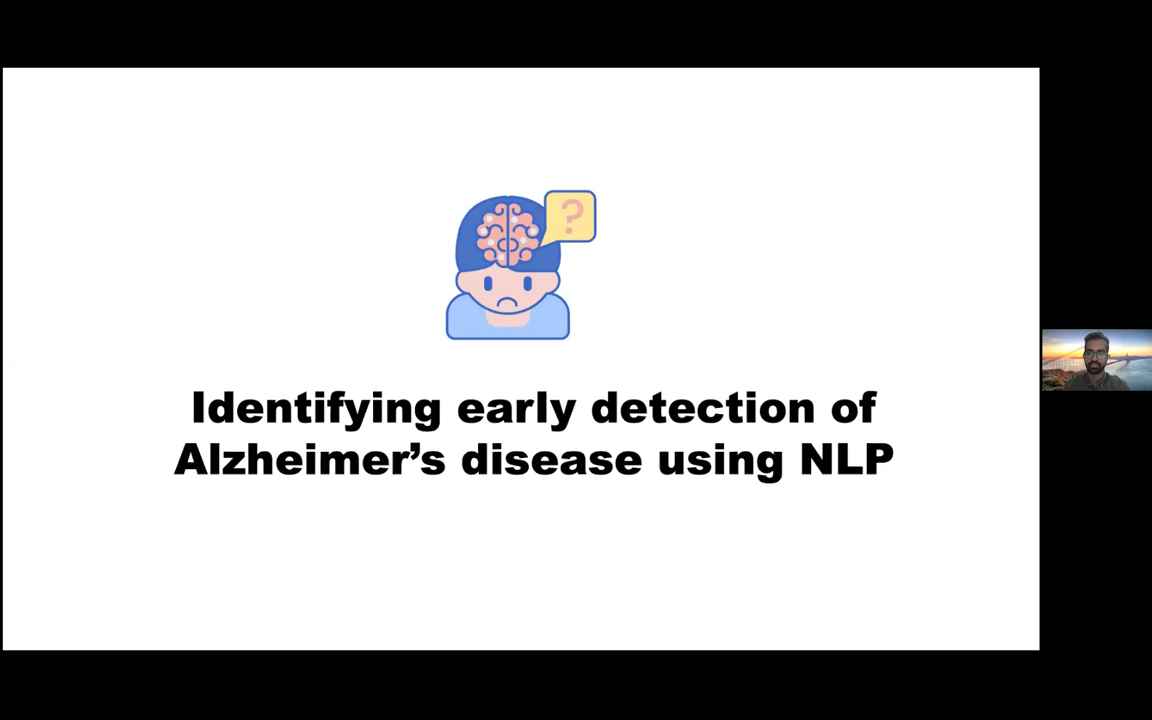 ?
Identifying early detection of
Alzheimer’s disease using NLP